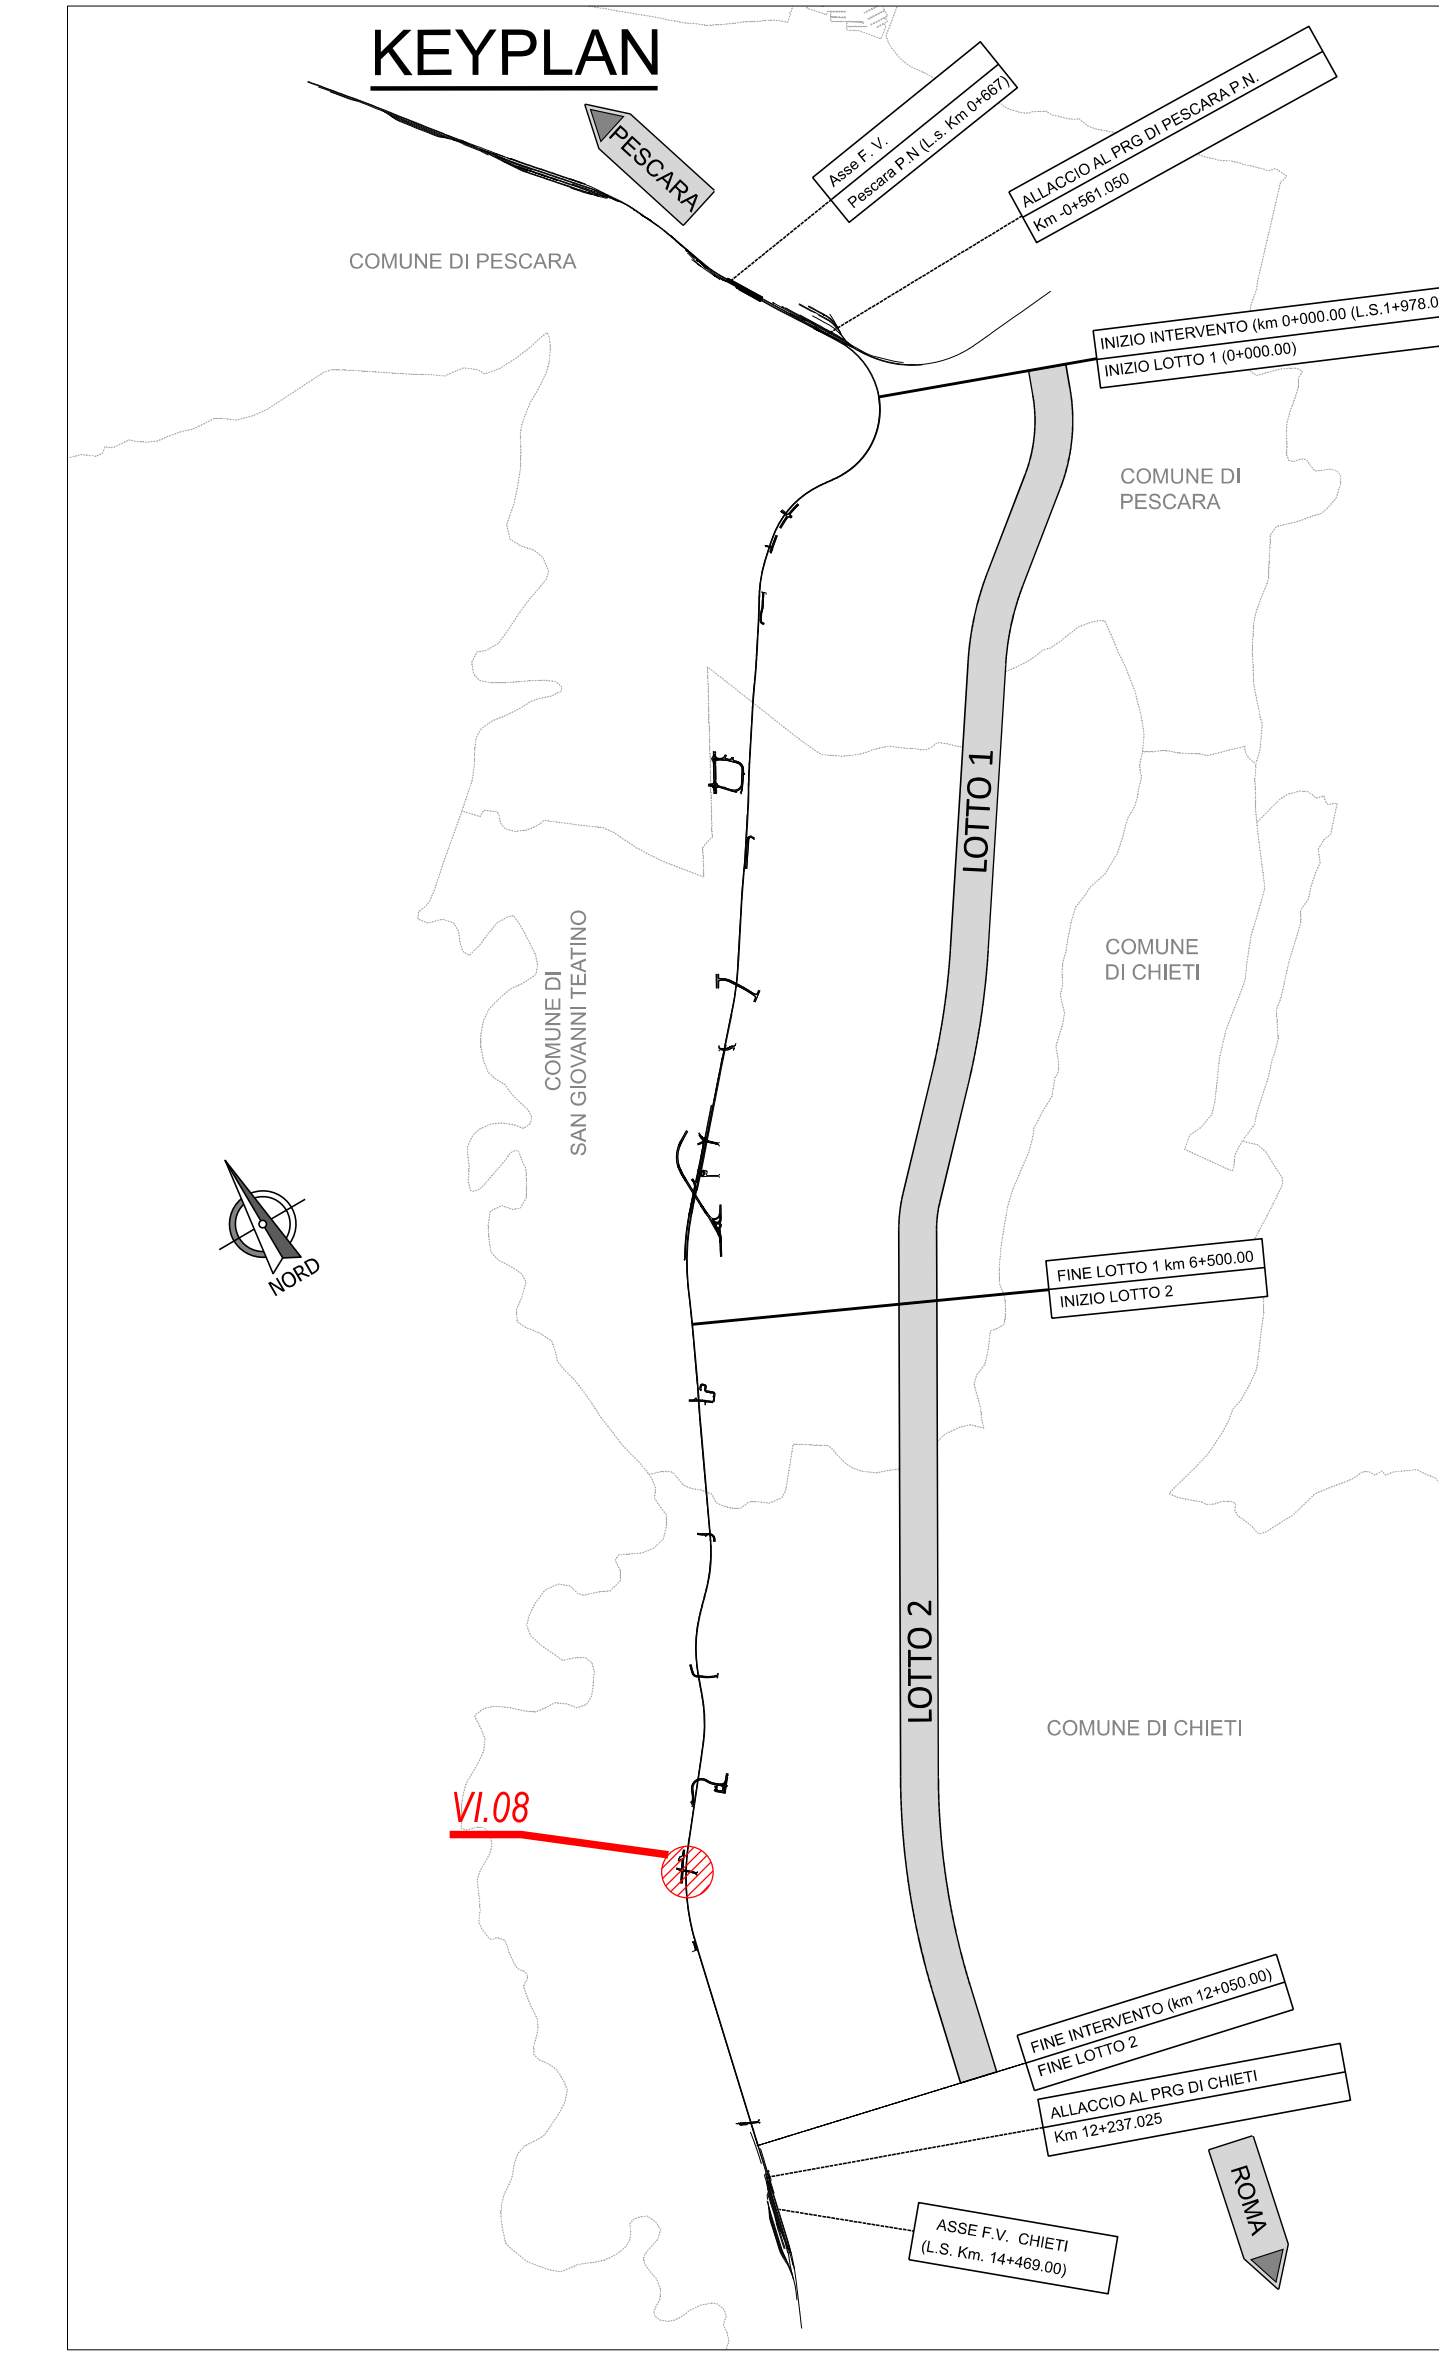 KEYPLAN
PESCARA
Asse F. V.
Pescara P.N (L.s. Km 0+667)
ALLACCIO AL PRG DI PESCARA P.N.
Km -0+561.050
COMUNE DI PESCARA
INIZIO INTERVENTO (km 0+000.00 (L.S.1+978.0
INIZIO LOTTO 1 (0+000.00)
COMUNE DI
PESCARA
LOTTO 1
COMUNE DI
SAN GIOVANNI TEATINO
COMUNE
DI CHIETI
NORD
FINE LOTTO 1 km 6+500.00
INIZIO LOTTO 2
LOTTO 2
COMUNE DI CHIETI
VI.08
FINE INTERVENTO (km 12+050.00)
FINE LOTTO 2
ALLACCIO AL PRG DI CHIETI
Km 12+237.025
ROMA
ASSE F.V. CHIETI
(L.S. Km. 14+469.00)